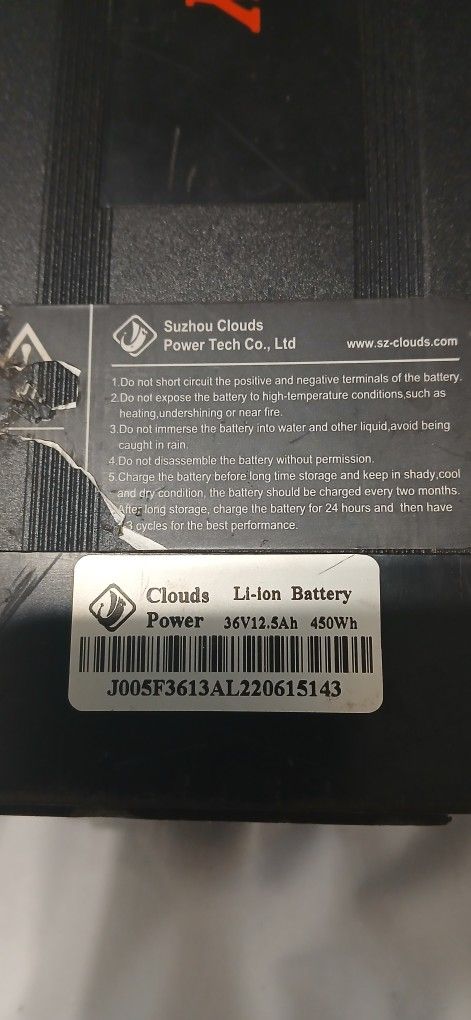 Suzhou Clouds
Power Tech Co., Ltd
www.sz-clouds.com
1.Do not short circuit the positive and negative terminals of the battery.
2.Do not expose the battery to high-temperature conditions,such as
heating,undershining or near fire.
3.Do not immerse the battery into water and other liquid,avoid being
caught in rain.
4.Do not disassemble the battery without permission.
5.Charge the battery before long time storage and keep in shady,cool
and dry condition, the battery should be charged every two months.
After long storage, charge the battery for 24 hours and then have
3 cycles for the best performance.
Clouds Li-ion Battery
Power 36V12.5Ah 450Wh
J005F3613AL220615143